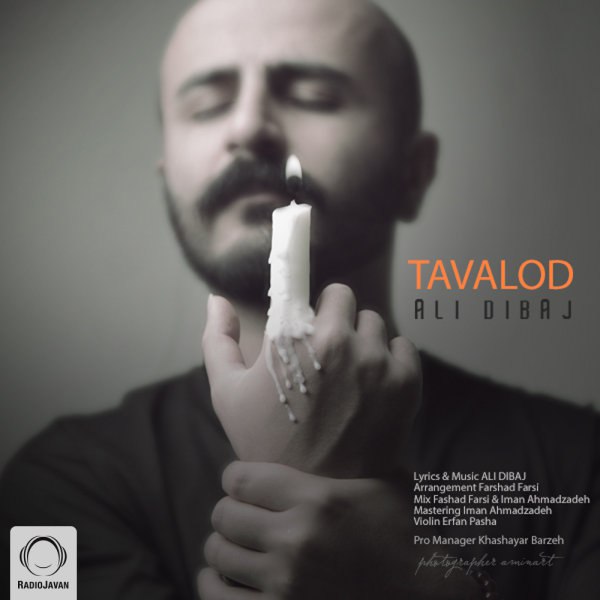 TAVALOD
ALI DIBAJ
Lyrics & Music ALI DIBAJ
Arrangement Farshad Farsi
Mix Fashad Farsi & Iman Ahmadzadeh
Mastering Iman Ahmadzadeh
Violin Erfan Pasha
Pro Manager Khashayar Barzeh
photographer aminart
RADIOJAVAN